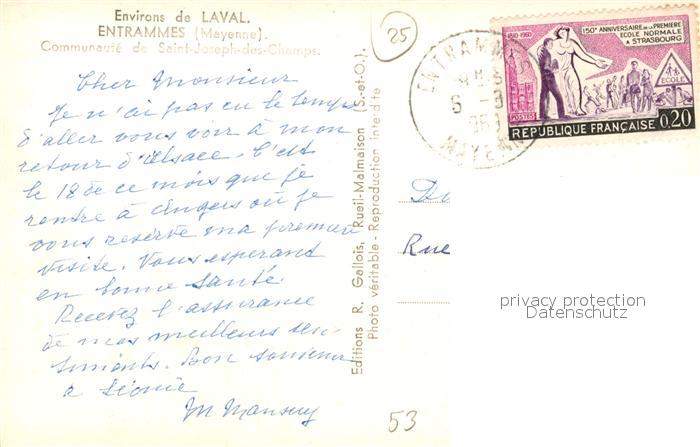 Environs de LAVAL.
ENTRAMMES (Mayenne).
Communauté de Saint-Joseph-des-Champs.
Cher Monsieur
Je n'ai pas eu le temps
d'aller vous voir à mon
retour d'Alsace. C'est
le 18 de ce mois que je
rentre à Angers où je
vous réserve ma première
visite. Vous espérant
en bonne santé.
Recevez l'assurance
de mes meilleurs sen-
timents. Bon souvenir
à Léonie
M Mansuy
Editions R. Gallois, Rueil-Malmaison (S.-et-O.).
Photo véritable - Reproduction interdite
25
53
ENTRAMMES
MAYENNE
1810-1960
150e ANNIVERSAIRE DE LA PREMIÈRE
ECOLE NORMALE
A STRASBOURG
ECOLE
POSTES
0,20
REPUBLIQUE FRANÇAISE
Rue
privacy protection
Datenschutz